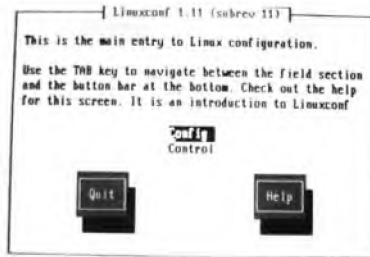 Linuxconf 1.11 (subrev 11)
This is the main entry to Linux configuration.
Use the TAB key to navigate between the field section
and the button bar at the bottom. Check out the help
for this screen. It is an introduction to Linuxconf
Config
Control
Quit Help